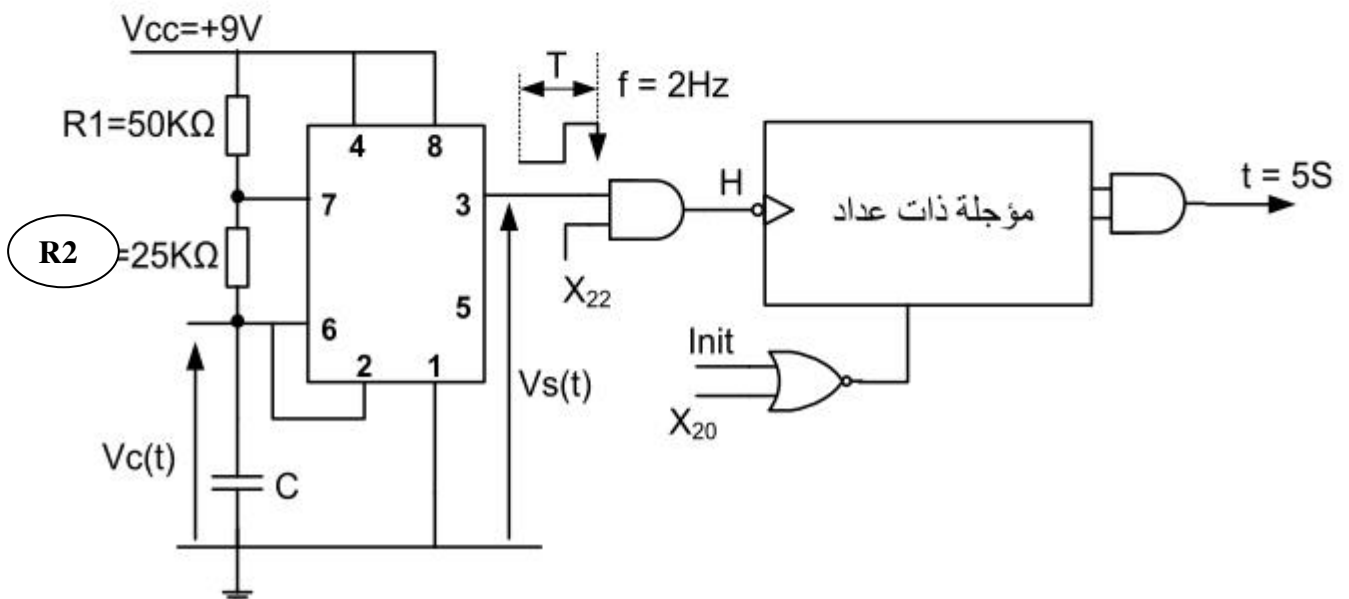 Vcc=+9V
R1=50KΩ
R2 =25KΩ
4 8
7 3
5
6
2 1
Vc(t)
C
Vs(t)
T
f = 2Hz
X₂₂
H
مؤجلة ذات عداد
t = 5S
Init
X₂₀